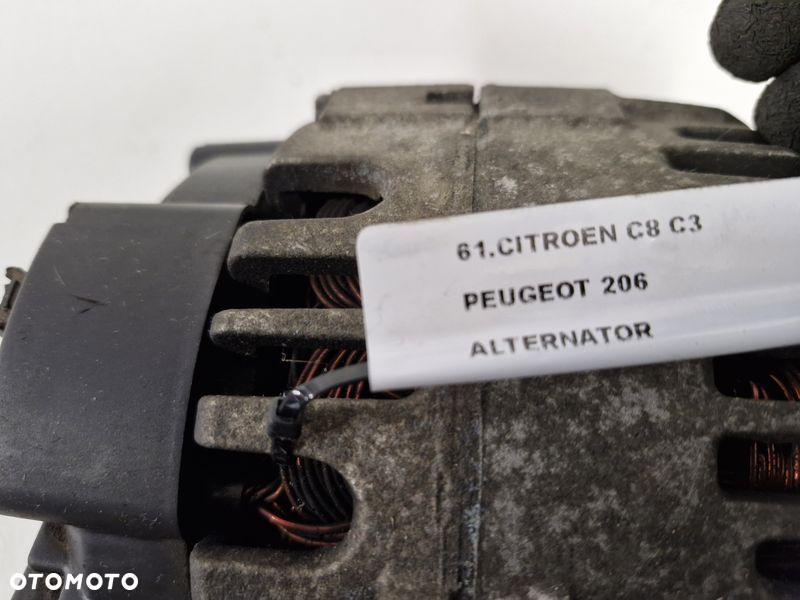 61.CITROEN C8 C3
PEUGEOT 206
ALTERNATOR
OTOMOTO